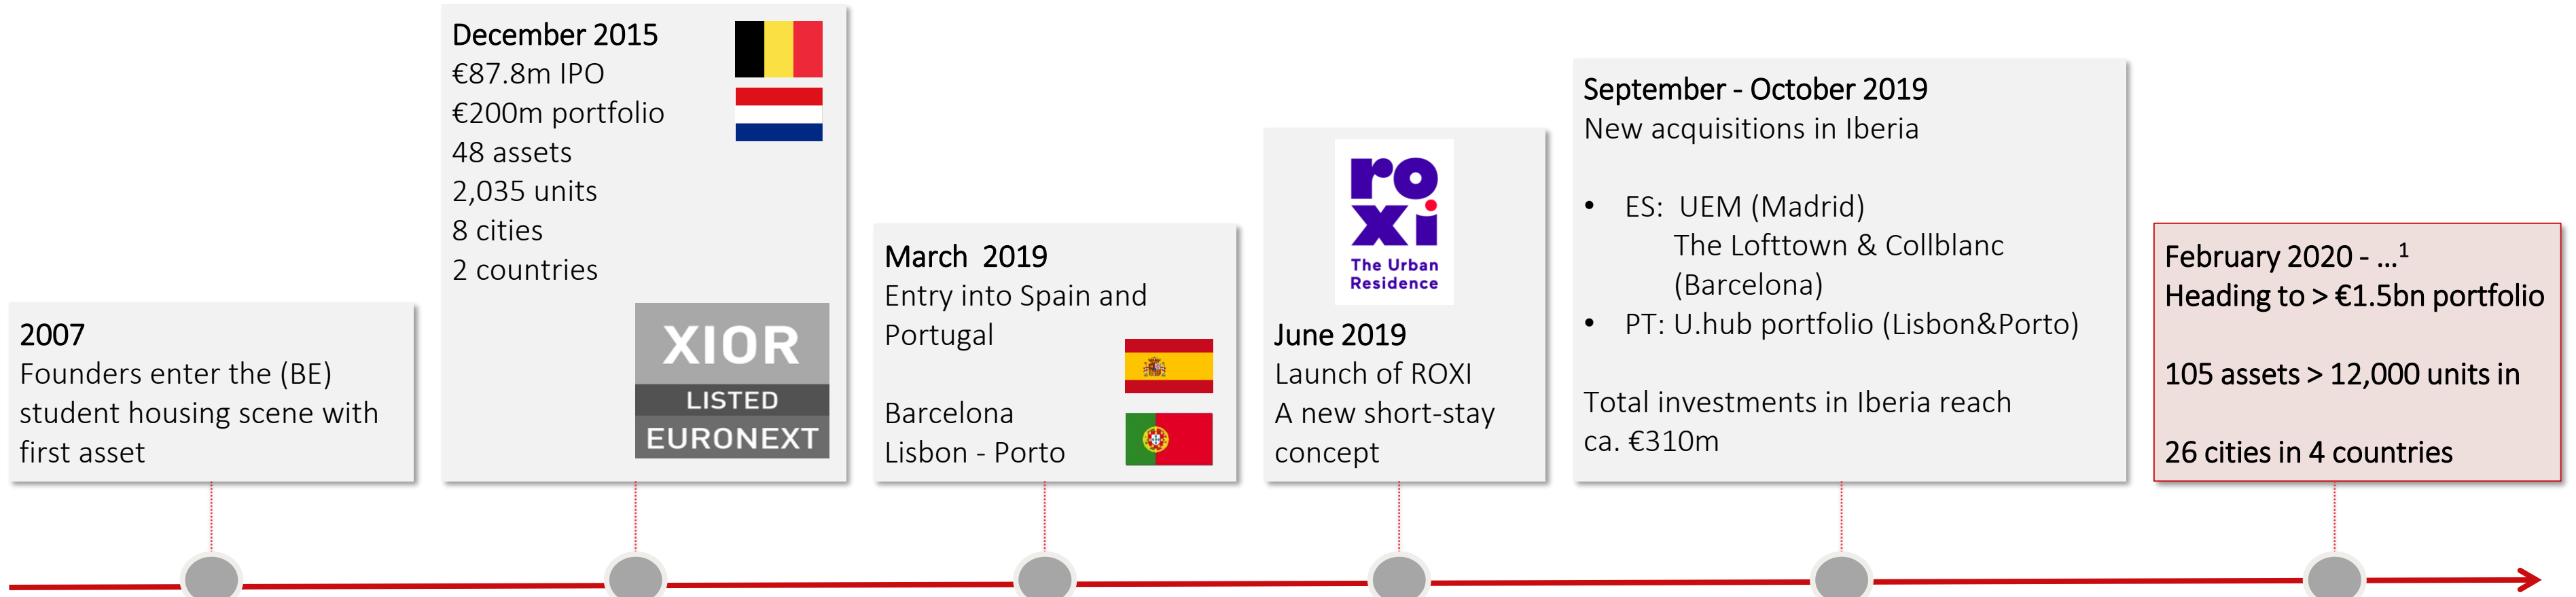 2007
Founders enter the (BE)
student housing scene with
first asset
December 2015
€87.8m IPO
€200m portfolio
48 assets
2,035 units
8 cities
2 countries
XIOR
LISTED
EURONEXT
March 2019
Entry into Spain and
Portugal
Barcelona
Lisbon - Porto
roxi
The Urban
Residence
June 2019
Launch of ROXI
A new short-stay
concept
September - October 2019
New acquisitions in Iberia
• ES: UEM (Madrid)
The Lofttown & Collblanc
(Barcelona)
• PT: U.hub portfolio (Lisbon&Porto)
Total investments in Iberia reach
ca. €310m
February 2020 - ...¹
Heading to > €1.5bn portfolio
105 assets > 12,000 units in
26 cities in 4 countries